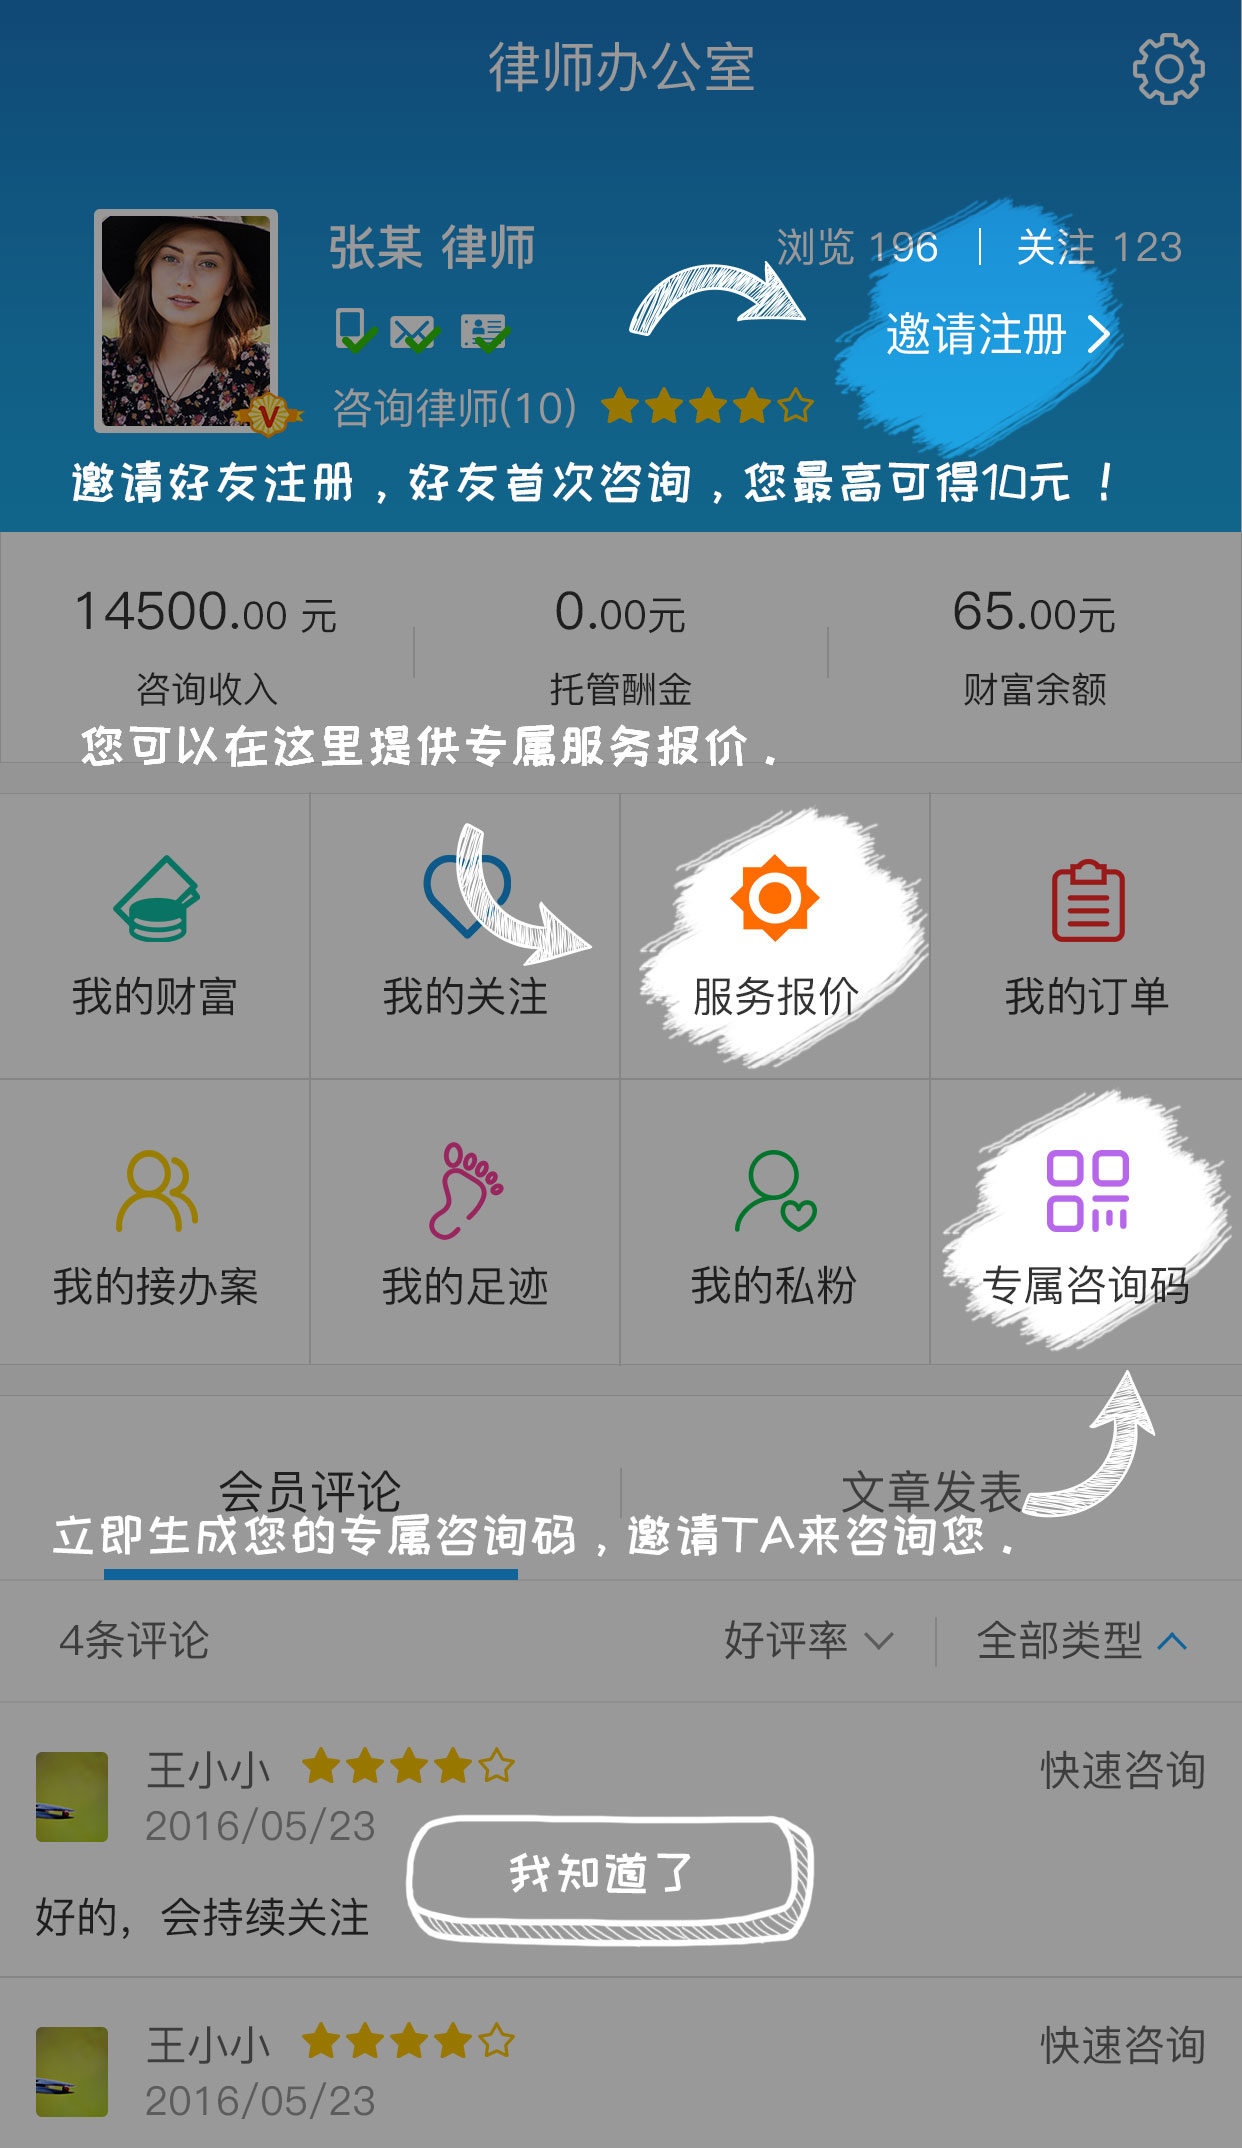 律师办公室
张某 律师
浏览 196 | 关注 123
邀请注册
咨询律师(10)
V
邀请好友注册，好友首次咨询，您最高可得10元！
14500.00 元
0.00元
65.00元
咨询收入
托管酬金
财富余额
您可以在这里提供专属服务报价.
我的财富
我的关注
服务报价
我的订单
我的接办案
我的足迹
我的私粉
专属咨询码
会员评论
文章发表
立即生成您的专属咨询码，邀请TA来咨询您.
4条评论
好评率
全部类型
王小小
快速咨询
2016/05/23
我知道了
好的，会持续关注
王小小
快速咨询
2016/05/23